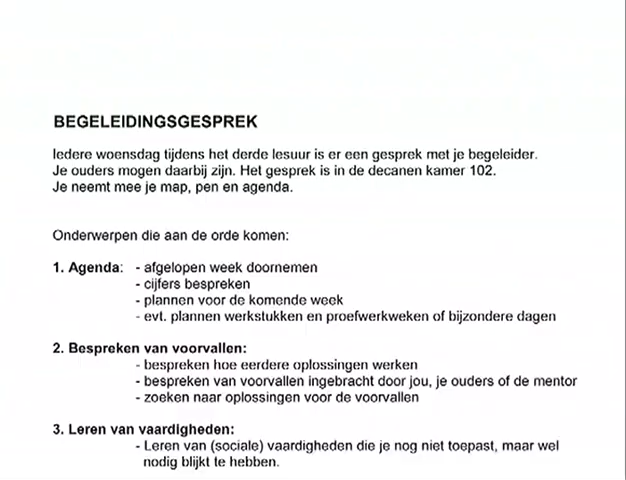 BEGELEIDINGSGESPREK
Iedere woensdag tijdens het derde lesuur is er een gesprek met je begeleider.
Je ouders mogen daarbij zijn. Het gesprek is in de decanen kamer 102.
Je neemt mee je map, pen en agenda.
Onderwerpen die aan de orde komen:
1. Agenda: - afgelopen week doornemen
- cijfers bespreken
- plannen voor de komende week
- evt. plannen werkstukken en proefwerkweken of bijzondere dagen
2. Bespreken van voorvallen:
- bespreken hoe eerdere oplossingen werken
- bespreken van voorvallen ingebracht door jou, je ouders of de mentor
- zoeken naar oplossingen voor de voorvallen
3. Leren van vaardigheden:
- Leren van (sociale) vaardigheden die je nog niet toepast, maar wel
nodig blijkt te hebben.